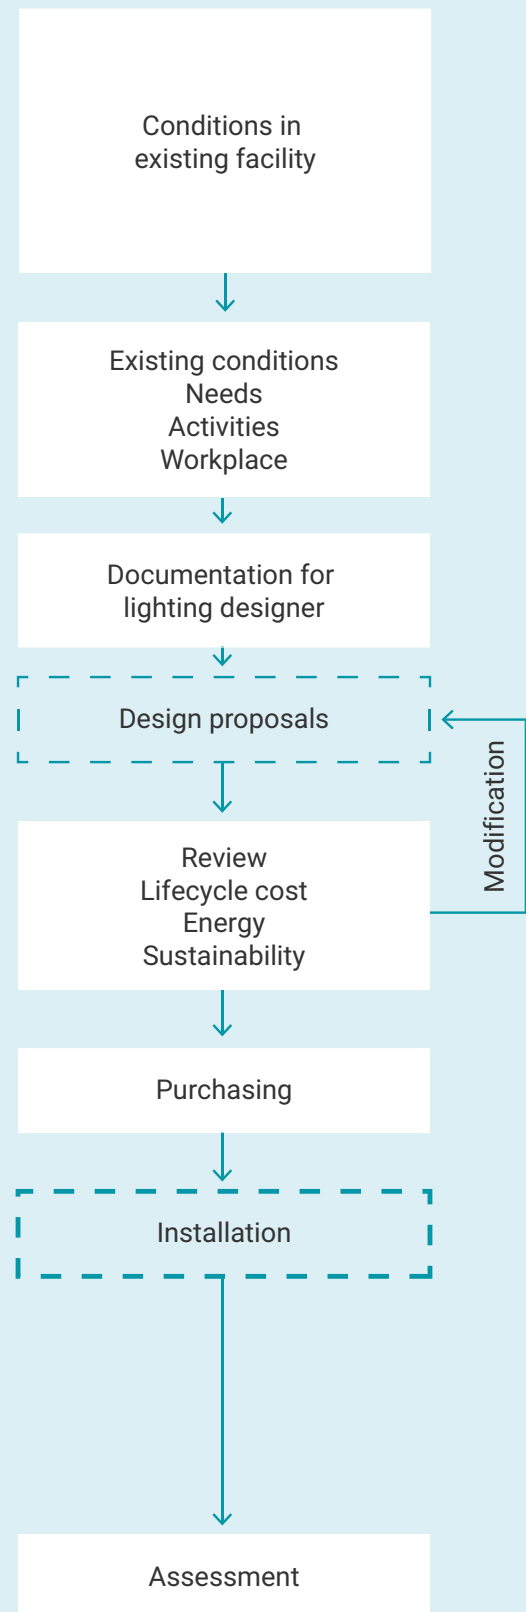 Conditions in
existing facility
Existing conditions
Needs
Activities
Workplace
Documentation for
lighting designer
Design proposals
Modification
Review
Lifecycle cost
Energy
Sustainability
Purchasing
Installation
Assessment